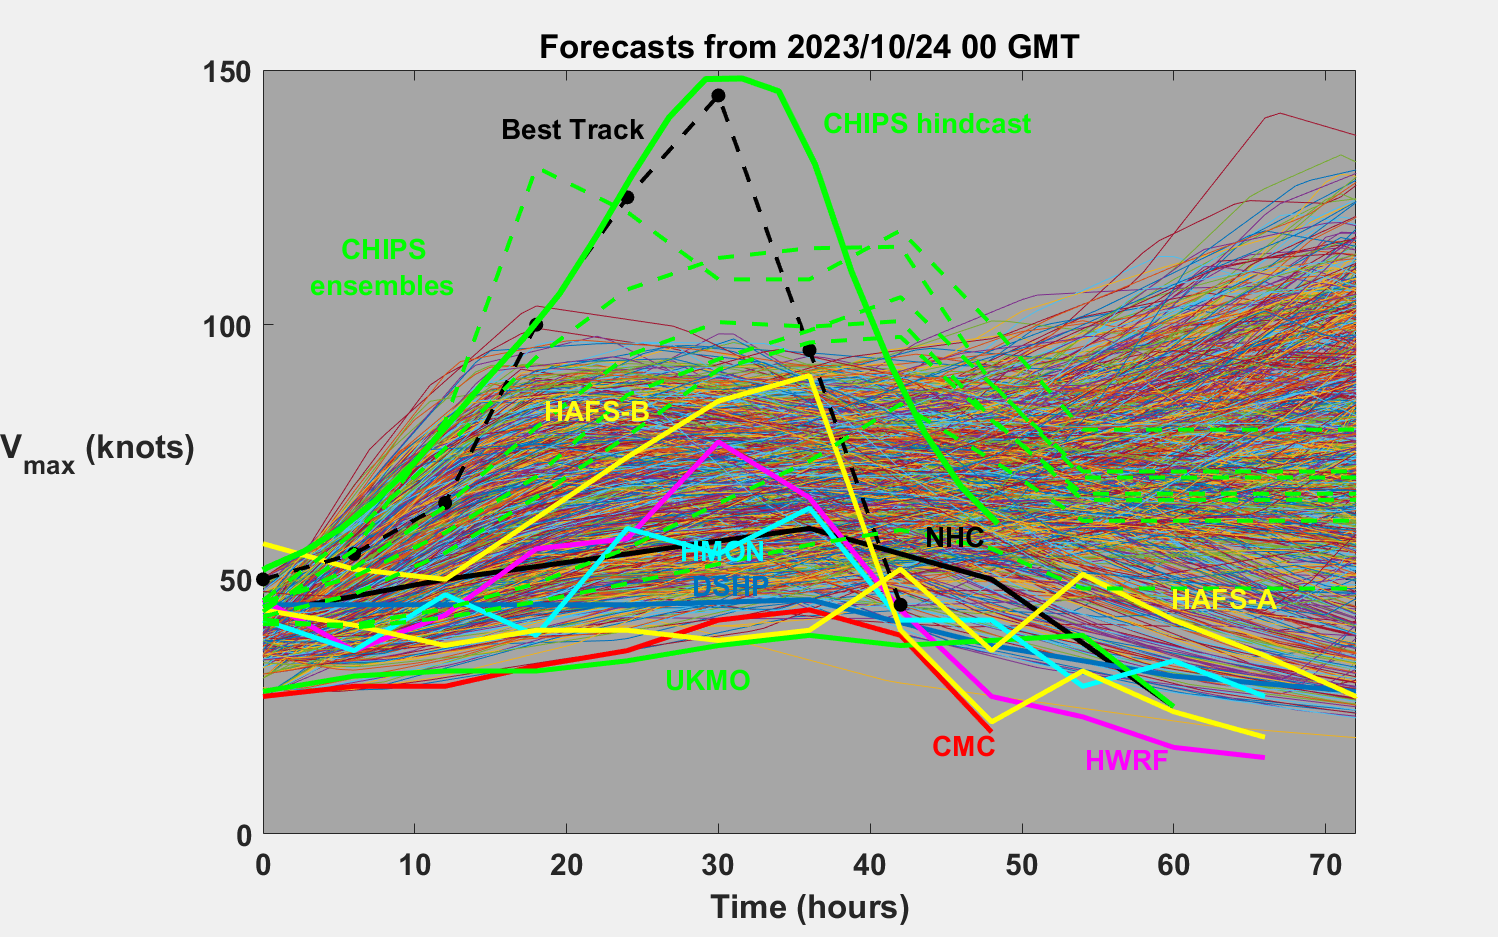 Forecasts from 2023/10/24 00 GMT
150
Best Track
CHIPS hindcast
CHIPS
ensembles
100
HAFS-B
Vmax (knots)
NHC
HMON
50
DSHP
HAFS-A
UKMO
CMC
HWRF
0
0 10 20 30 40 50 60 70
Time (hours)